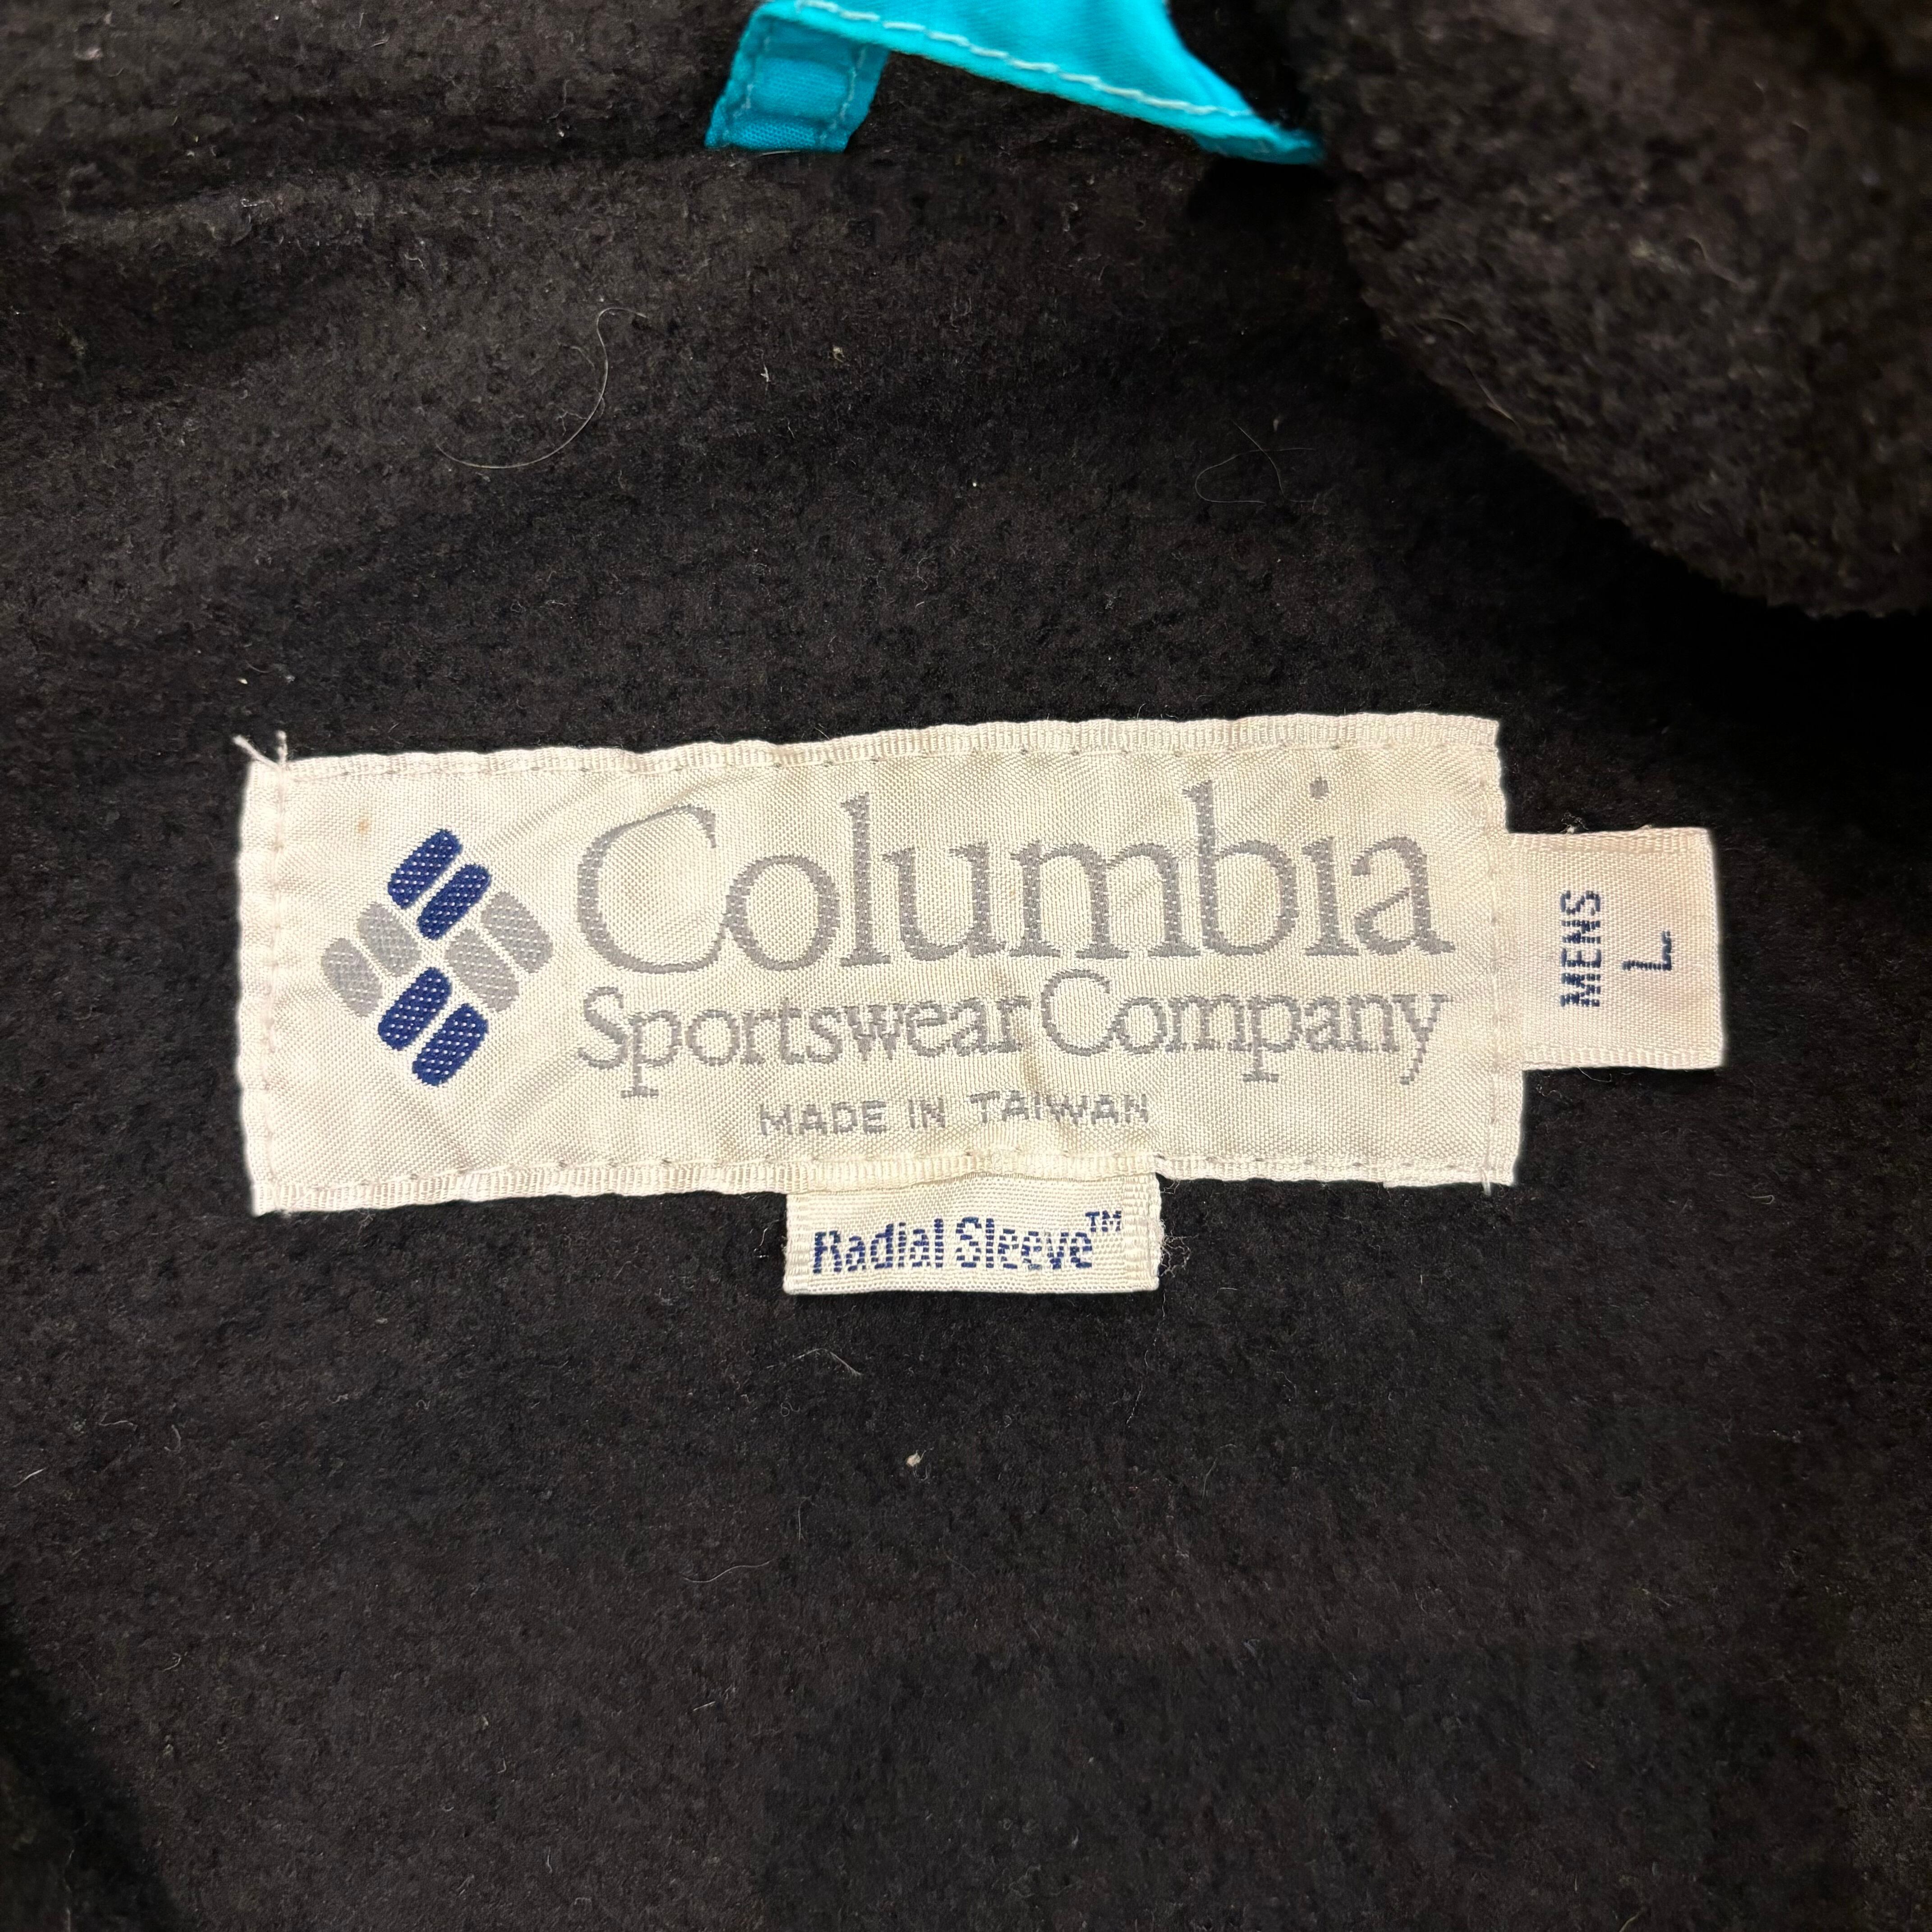 Columbia
Sportswear Company
MADE IN TAIWAN
Radial Sleeve™
MENS
L